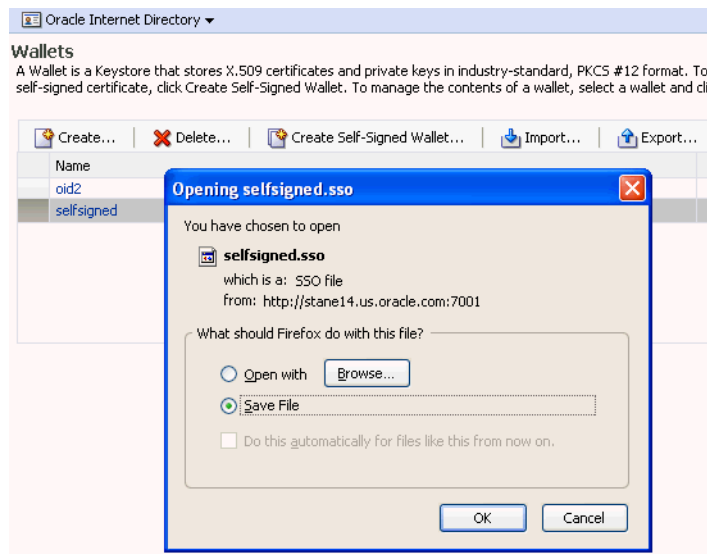 Oracle Internet Directory
Wallets
A Wallet is a Keystore that stores X.509 certificates and private keys in industry-standard, PKCS #12 format. To
self-signed certificate, click Create Self-Signed Wallet. To manage the contents of a wallet, select a wallet and cli
Create... Delete... Create Self-Signed Wallet... Import... Export...
Name
oid2
selfsigned
Opening selfsigned.sso
You have chosen to open
selfsigned.sso
which is a: SSO file
from: http://stane14.us.oracle.com:7001
What should Firefox do with this file?
Open with Browse...
Save File
Do this automatically for files like this from now on.
OK Cancel